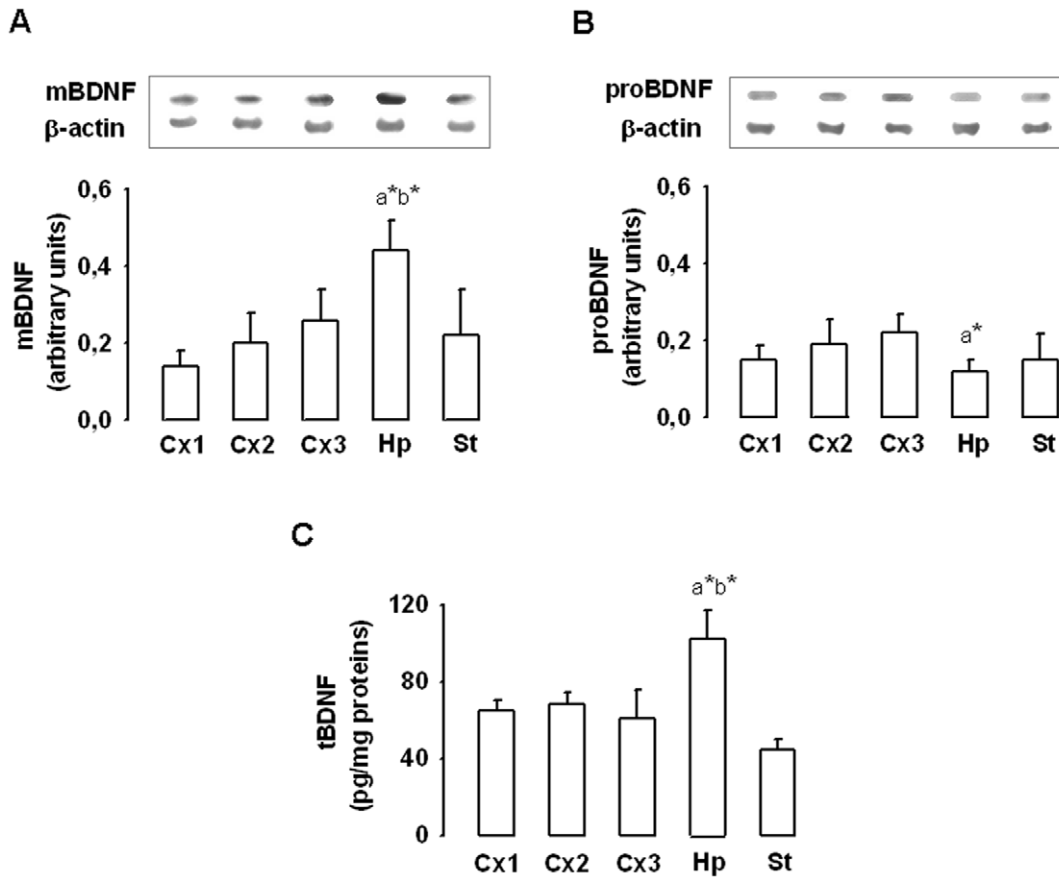 A
mBDNF
β-actin
mBDNF
(arbitrary units)
0,6
0,4
0,2
0,0
a*b*
Cx1 Cx2 Cx3 Hp St
B
proBDNF
β-actin
proBDNF
(arbitrary units)
0,6
0,4
0,2
0,0
a*
Cx1 Cx2 Cx3 Hp St
C
tBDNF
(pg/mg proteins)
120
80
40
0
a*b*
Cx1 Cx2 Cx3 Hp St